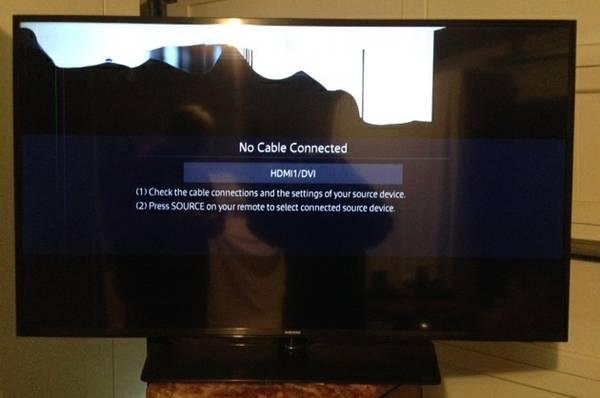 No Cable Connected
HDMI1/DVI
(1) Check the cable connections and the settings of your source device.
(2) Press SOURCE on your remote to select connected source device.
SAMSUNG